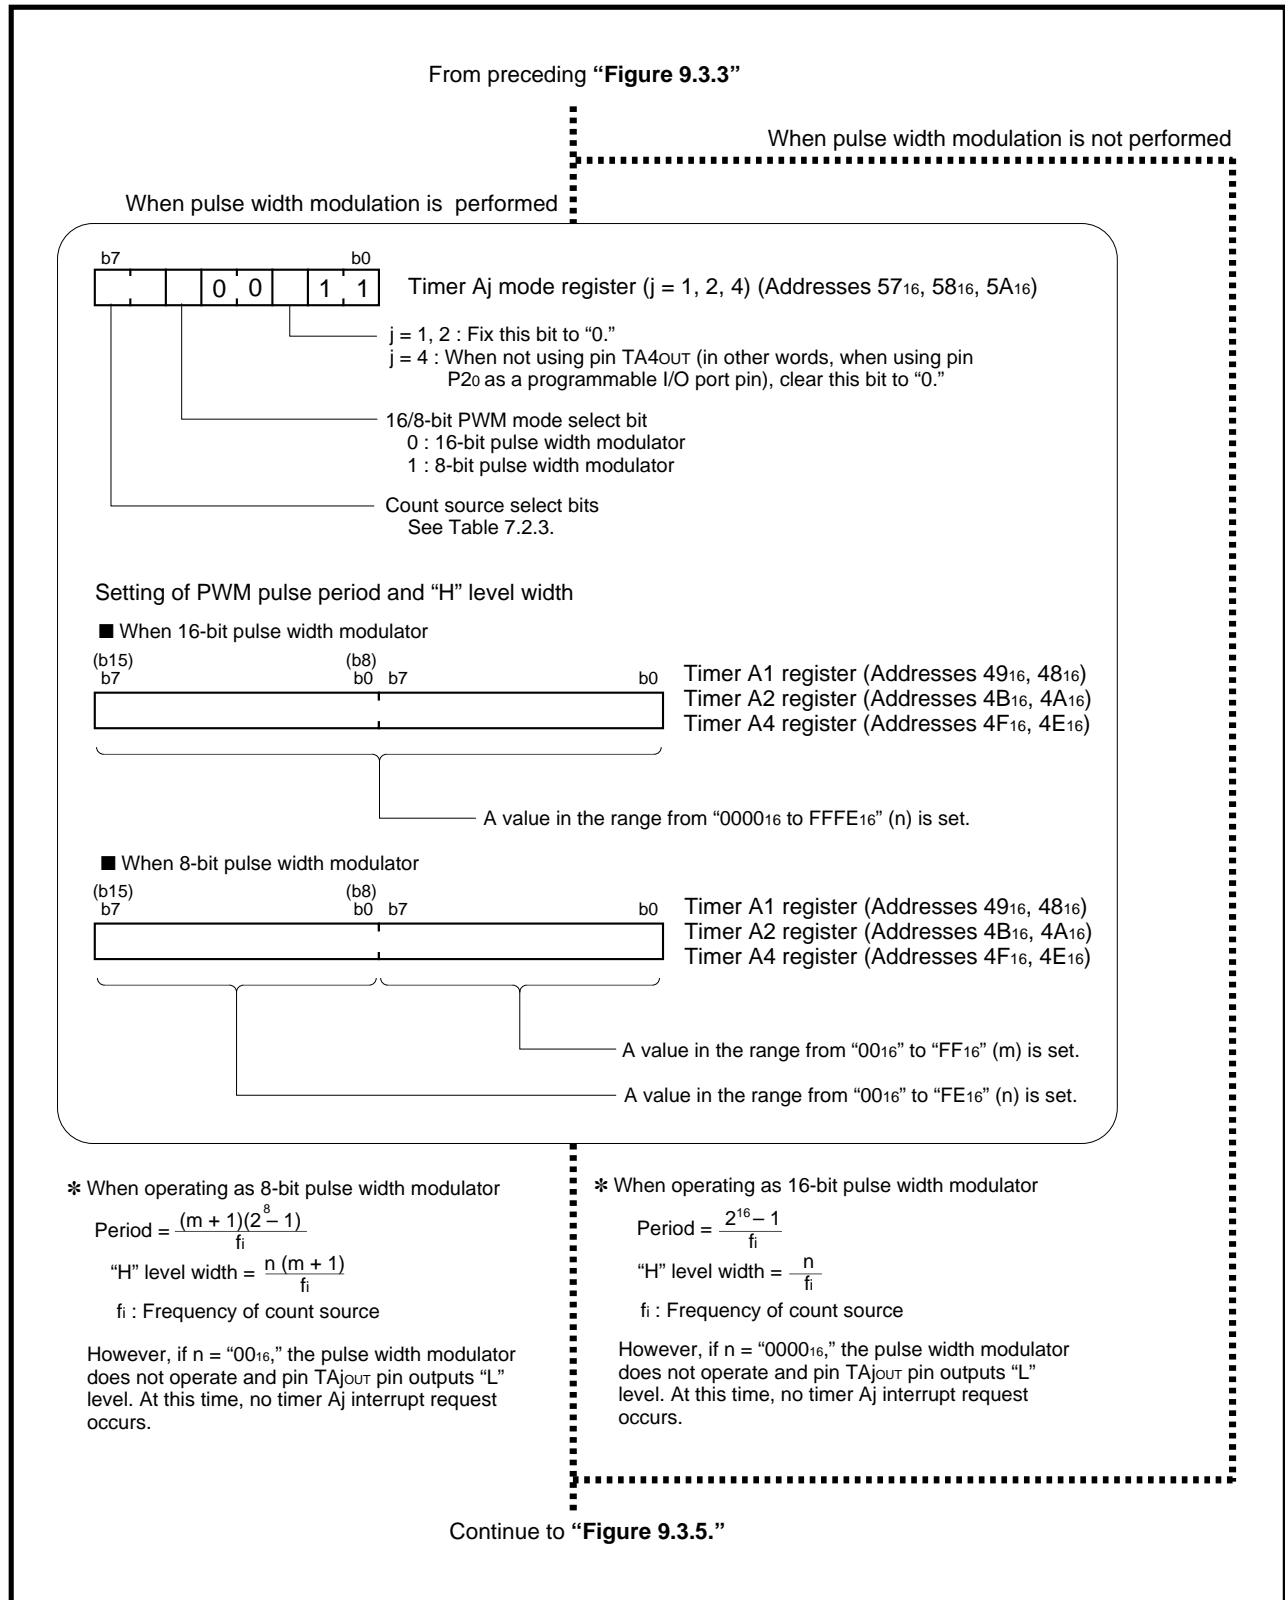 From preceding “Figure 9.3.3”
When pulse width modulation is not performed
When pulse width modulation is performed
b7 b0
0 0 1 1 Timer Aj mode register (j = 1, 2, 4) (Addresses 5716, 5816, 5A16)
j = 1, 2 : Fix this bit to “0.”
j = 4 : When not using pin TA4OUT (in other words, when using pin
P20 as a programmable I/O port pin), clear this bit to “0.”
16/8-bit PWM mode select bit
0 : 16-bit pulse width modulator
1 : 8-bit pulse width modulator
Count source select bits
See Table 7.2.3.
Setting of PWM pulse period and “H” level width
■ When 16-bit pulse width modulator
(b15) (b8)
b7 b0 b7 b0
Timer A1 register (Addresses 4916, 4816)
Timer A2 register (Addresses 4B16, 4A16)
Timer A4 register (Addresses 4F16, 4E16)
A value in the range from “000016 to FFFE16” (n) is set.
■ When 8-bit pulse width modulator
(b15) (b8)
b7 b0 b7 b0
Timer A1 register (Addresses 4916, 4816)
Timer A2 register (Addresses 4B16, 4A16)
Timer A4 register (Addresses 4F16, 4E16)
A value in the range from “0016” to “FF16” (m) is set.
A value in the range from “0016” to “FE16” (n) is set.
✽ When operating as 8-bit pulse width modulator
Period = (m + 1)(2^8 – 1) / fi
“H” level width = n (m + 1) / fi
fi : Frequency of count source
However, if n = “0016,” the pulse width modulator
does not operate and pin TAjOUT pin outputs “L”
level. At this time, no timer Aj interrupt request
occurs.
✽ When operating as 16-bit pulse width modulator
Period = 2^16 – 1 / fi
“H” level width = n / fi
fi : Frequency of count source
However, if n = “000016,” the pulse width modulator
does not operate and pin TAjOUT pin outputs “L”
level. At this time, no timer Aj interrupt request
occurs.
Continue to “Figure 9.3.5.”